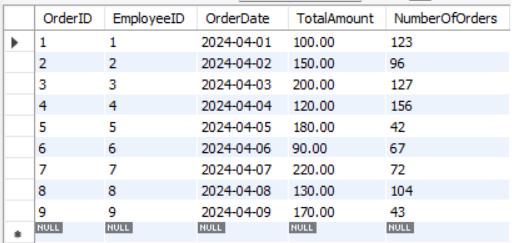 OrderID EmployeeID OrderDate TotalAmount NumberOfOrders
1 1 2024-04-01 100.00 123
2 2 2024-04-02 150.00 96
3 3 2024-04-03 200.00 127
4 4 2024-04-04 120.00 156
5 5 2024-04-05 180.00 42
6 6 2024-04-06 90.00 67
7 7 2024-04-07 220.00 72
8 8 2024-04-08 130.00 104
9 9 2024-04-09 170.00 43
NULL NULL NULL NULL NULL